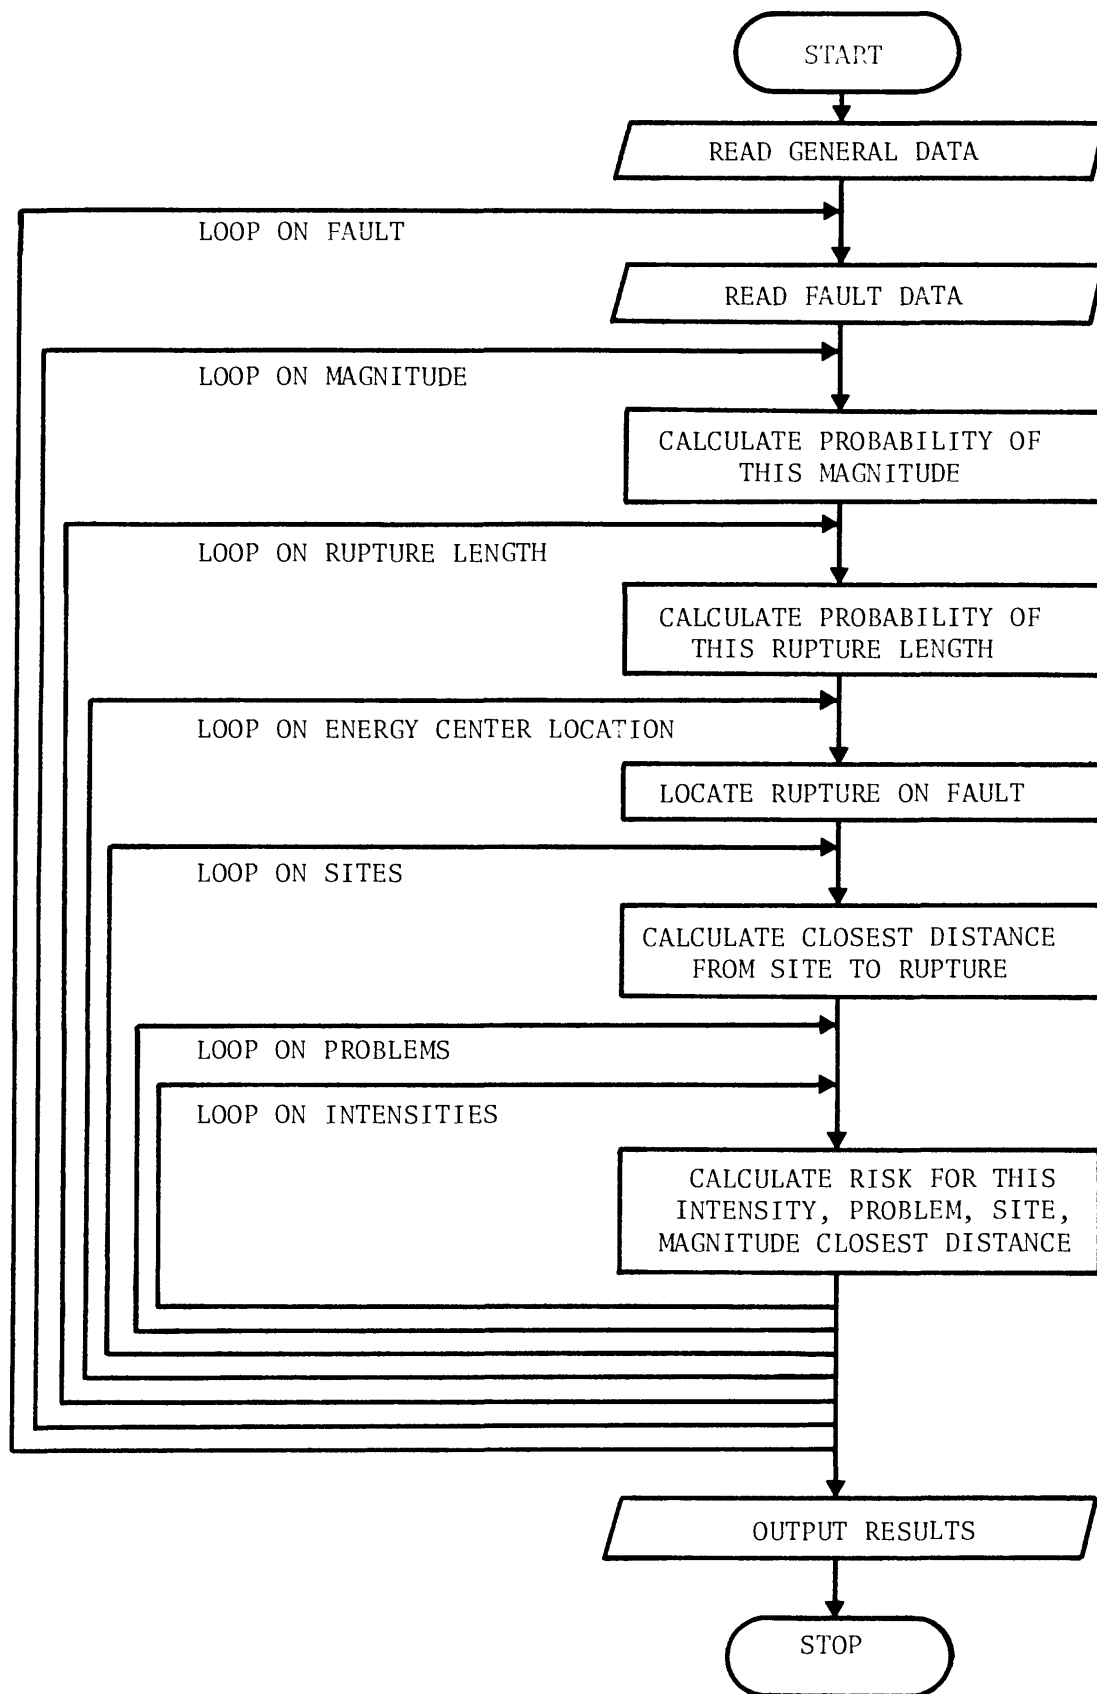 START
READ GENERAL DATA
LOOP ON FAULT
READ FAULT DATA
LOOP ON MAGNITUDE
CALCULATE PROBABILITY OF
THIS MAGNITUDE
LOOP ON RUPTURE LENGTH
CALCULATE PROBABILITY OF
THIS RUPTURE LENGTH
LOOP ON ENERGY CENTER LOCATION
LOCATE RUPTURE ON FAULT
LOOP ON SITES
CALCULATE CLOSEST DISTANCE
FROM SITE TO RUPTURE
LOOP ON PROBLEMS
LOOP ON INTENSITIES
CALCULATE RISK FOR THIS
INTENSITY, PROBLEM, SITE,
MAGNITUDE CLOSEST DISTANCE
OUTPUT RESULTS
STOP